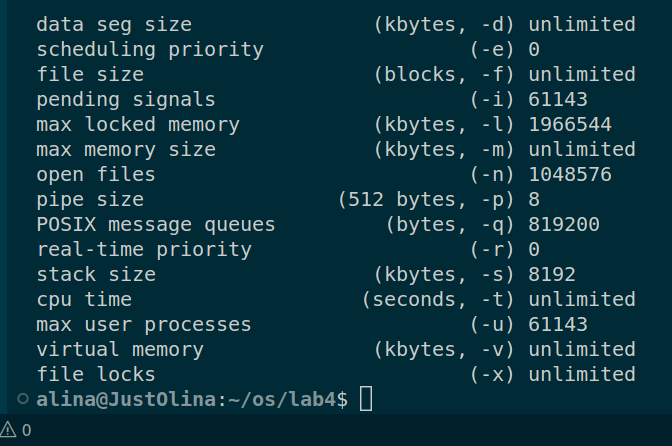 data seg size               (kbytes, -d) unlimited
scheduling priority                 (-e) 0
file size                   (blocks, -f) unlimited
pending signals                     (-i) 61143
max locked memory           (kbytes, -l) 1966544
max memory size             (kbytes, -m) unlimited
open files                          (-n) 1048576
pipe size                (512 bytes, -p) 8
POSIX message queues         (bytes, -q) 819200
real-time priority                  (-r) 0
stack size                  (kbytes, -s) 8192
cpu time                   (seconds, -t) unlimited
max user processes                  (-u) 61143
virtual memory              (kbytes, -v) unlimited
file locks                          (-x) unlimited
alina@JustOlina:~/os/lab4$
0